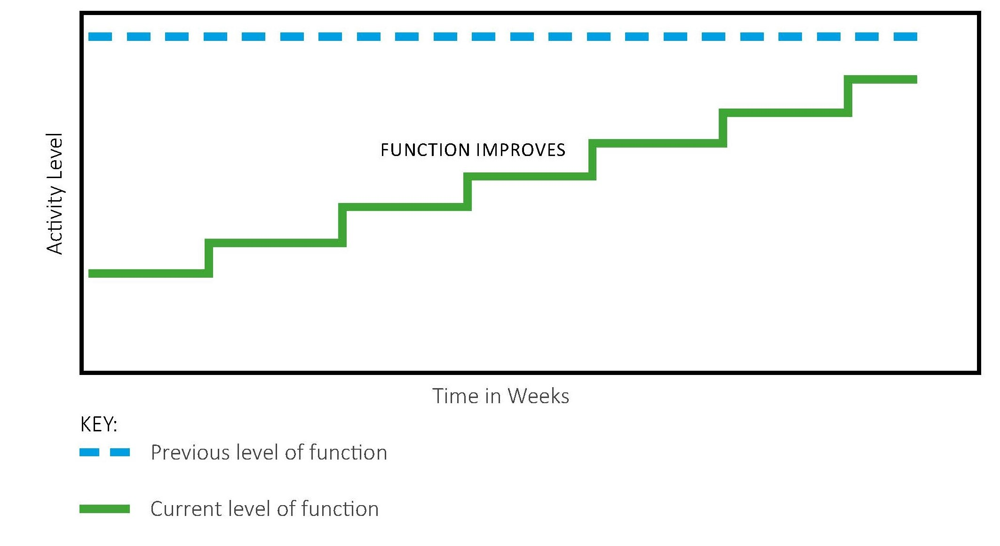 Activity Level
FUNCTION IMPROVES
Time in Weeks
KEY:
Previous level of function
Current level of function